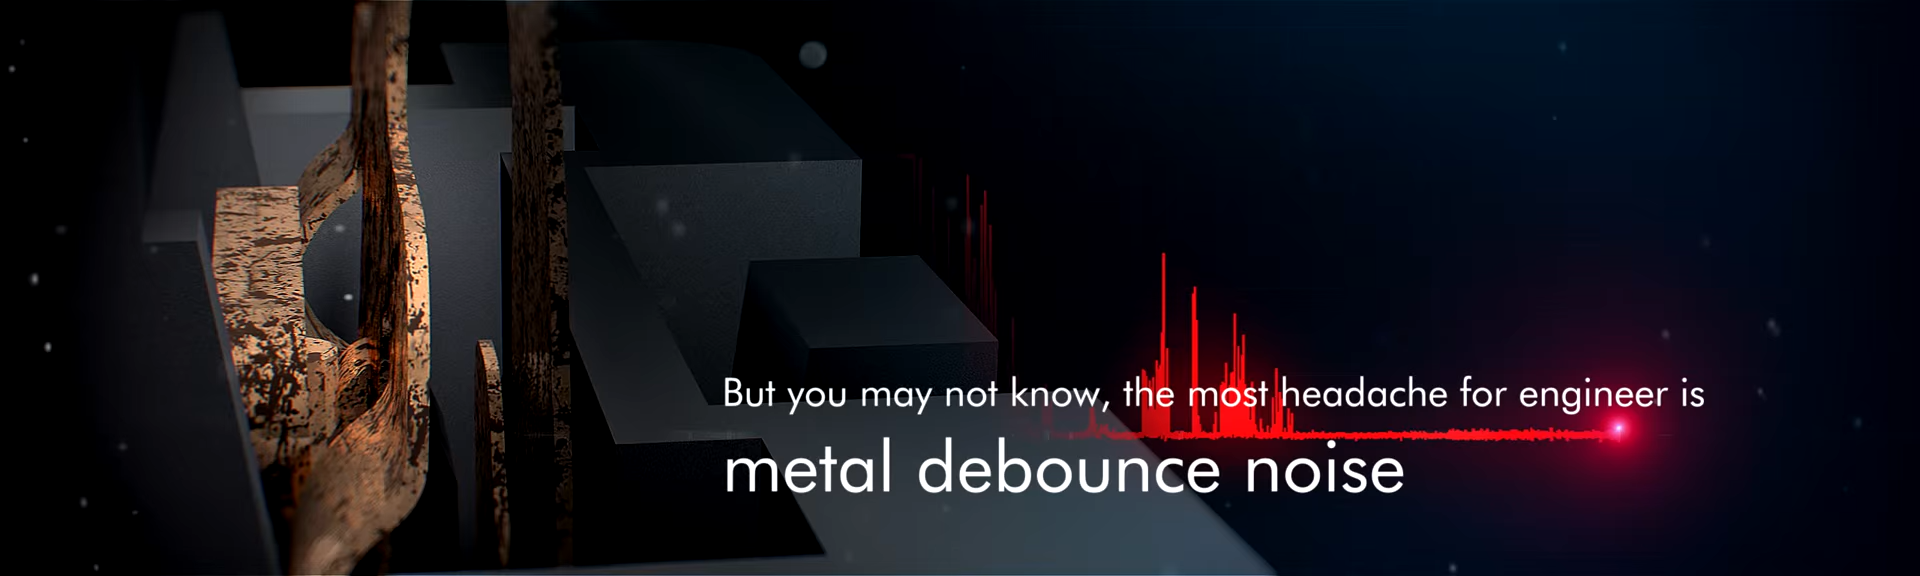 But you may not know, the most headache for engineer is
metal debounce noise